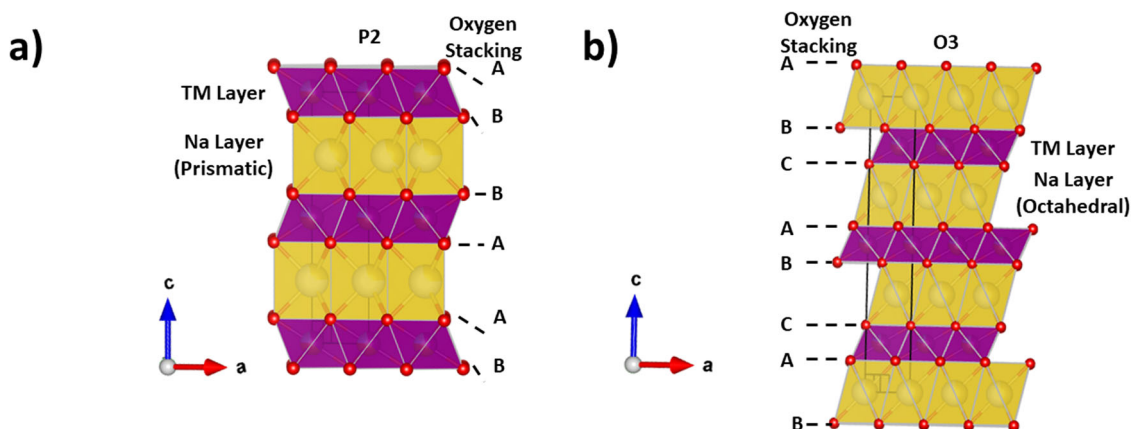 a)
P2
Oxygen
Stacking
A
TM Layer
B
Na Layer
(Prismatic)
B
A
A
B
c
a
b)
Oxygen
Stacking
O3
A
B
TM Layer
C
Na Layer
(Octahedral)
A
B
C
A
B
c
a